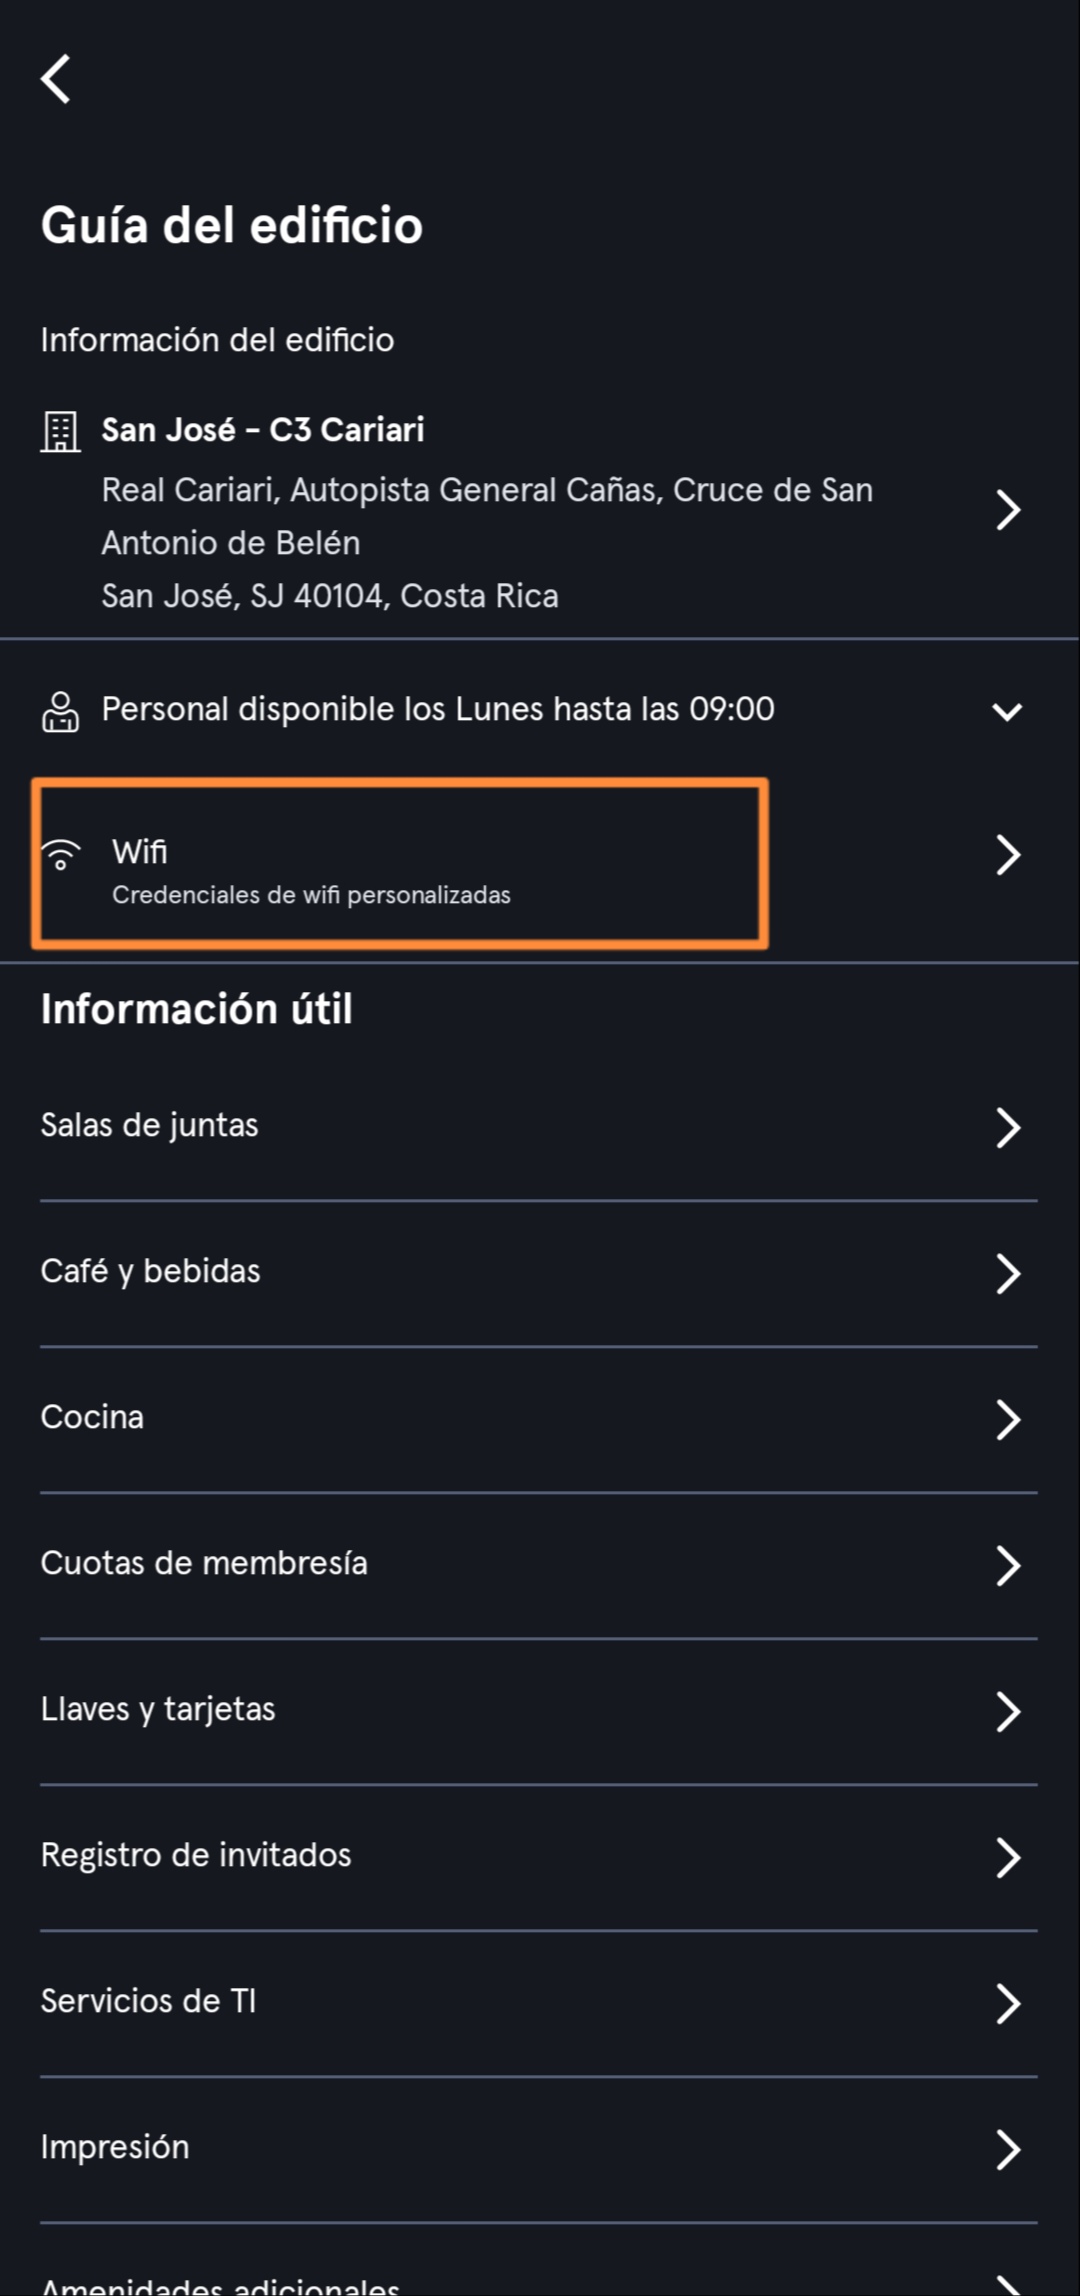 Guía del edificio
Información del edificio
San José - C3 Cariari
Real Cariari, Autopista General Cañas, Cruce de San
Antonio de Belén
San José, SJ 40104, Costa Rica
Personal disponible los Lunes hasta las 09:00
Wifi
Credenciales de wifi personalizadas
Información útil
Salas de juntas
Café y bebidas
Cocina
Cuotas de membresía
Llaves y tarjetas
Registro de invitados
Servicios de TI
Impresión
Amenidades adicionales